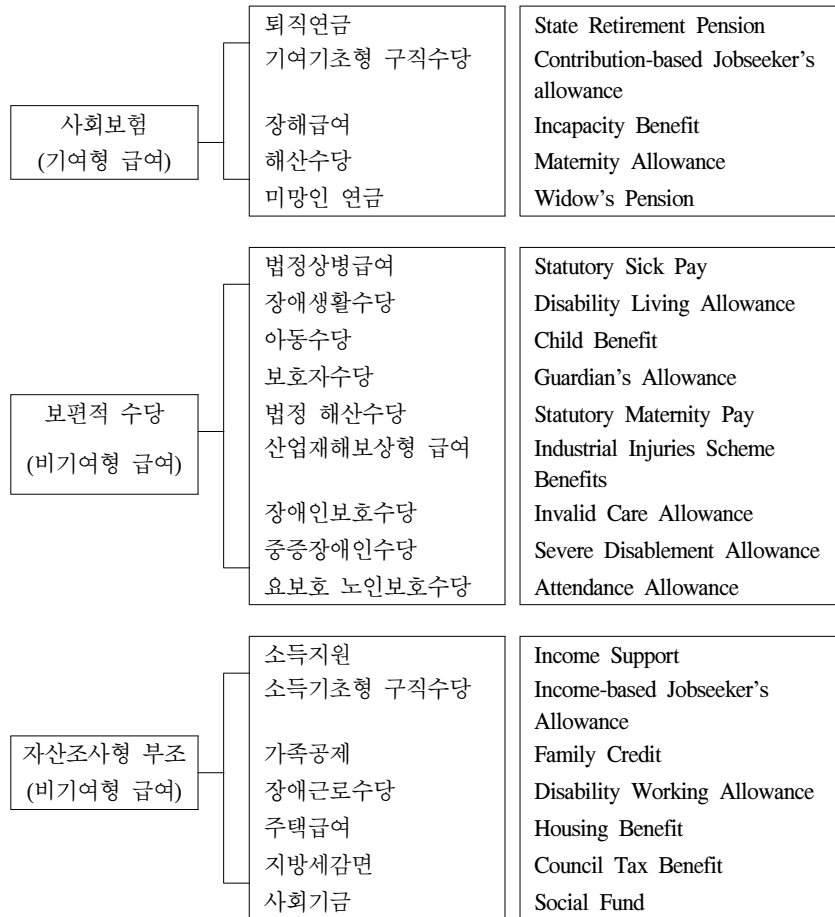 퇴직연금 State Retirement Pension
기여기초형 구직수당 Contribution-based Jobseeker's
allowance
사회보험
(기여형 급여)
장해급여 Incapacity Benefit
해산수당 Maternity Allowance
미망인 연금 Widow's Pension
법정상병급여 Statutory Sick Pay
장애생활수당 Disability Living Allowance
아동수당 Child Benefit
보호자수당 Guardian's Allowance
보편적 수당
(비기여형 급여)
법정 해산수당 Statutory Maternity Pay
산업재해보상형 급여 Industrial Injuries Scheme
Benefits
장애인보호수당 Invalid Care Allowance
중증장애인수당 Severe Disablement Allowance
요보호 노인보호수당 Attendance Allowance
소득지원 Income Support
소득기초형 구직수당 Income-based Jobseeker's
Allowance
자산조사형 부조
(비기여형 급여)
가족공제 Family Credit
장애근로수당 Disability Working Allowance
주택급여 Housing Benefit
지방세감면 Council Tax Benefit
사회기금 Social Fund